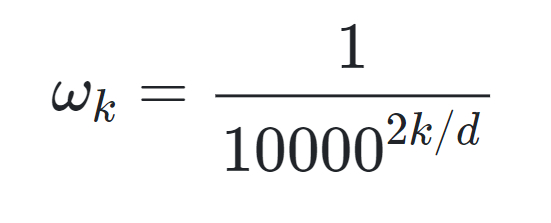 ω_k = 1 / 10000^{2k/d}